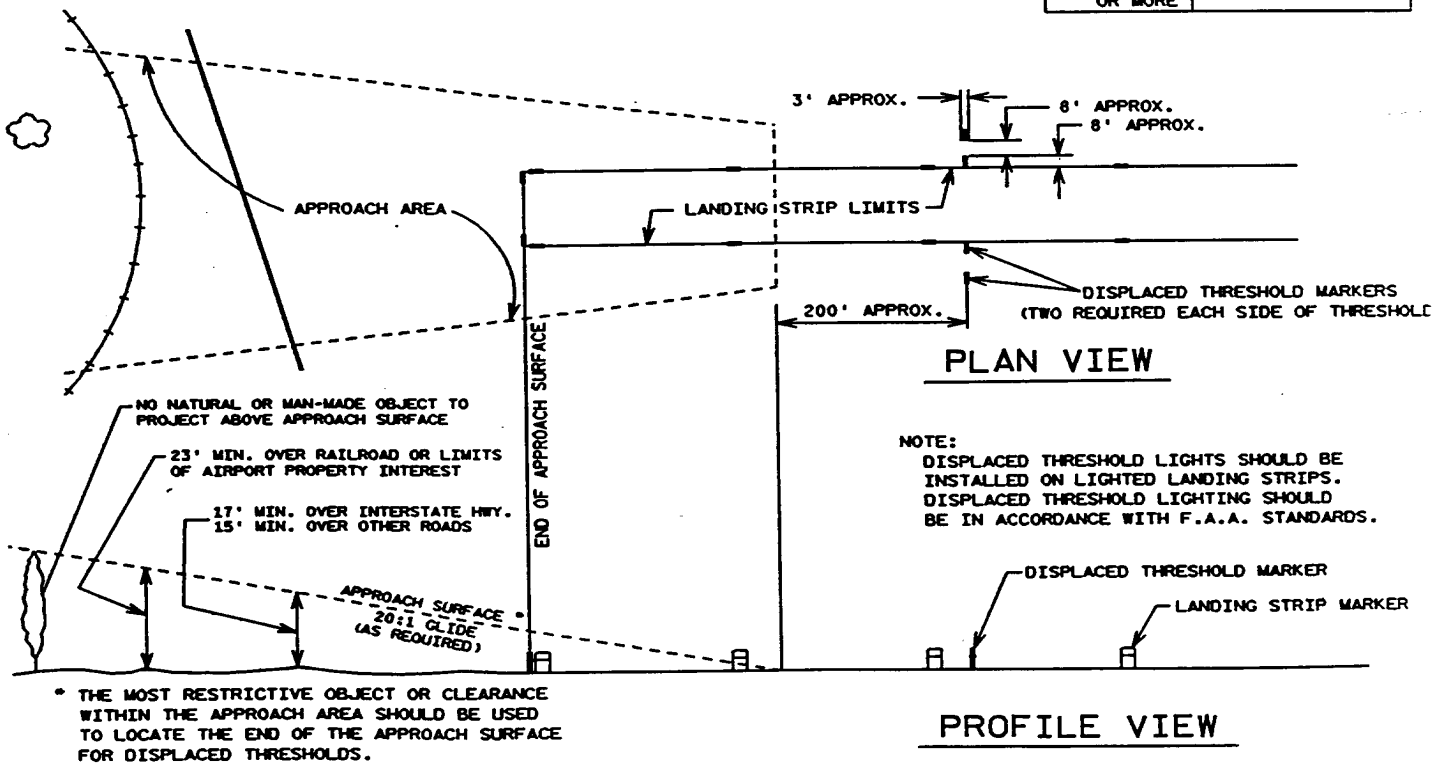 OR MORE
3' APPROX.
8' APPROX.
8' APPROX.
APPROACH AREA
LANDING STRIP LIMITS
DISPLACED THRESHOLD MARKERS
(TWO REQUIRED EACH SIDE OF THRESHOLD
200' APPROX.
PLAN VIEW
END OF APPROACH SURFACE
NO NATURAL OR MAN-MADE OBJECT TO
PROJECT ABOVE APPROACH SURFACE
23' MIN. OVER RAILROAD OR LIMITS
OF AIRPORT PROPERTY INTEREST
17' MIN. OVER INTERSTATE HWY.
15' MIN. OVER OTHER ROADS
NOTE:
DISPLACED THRESHOLD LIGHTS SHOULD BE
INSTALLED ON LIGHTED LANDING STRIPS.
DISPLACED THRESHOLD LIGHTING SHOULD
BE IN ACCORDANCE WITH F.A.A. STANDARDS.
APPROACH SURFACE *
20:1 GLIDE
(AS REQUIRED)
DISPLACED THRESHOLD MARKER
LANDING STRIP MARKER
* THE MOST RESTRICTIVE OBJECT OR CLEARANCE
WITHIN THE APPROACH AREA SHOULD BE USED
TO LOCATE THE END OF THE APPROACH SURFACE
FOR DISPLACED THRESHOLDS.
PROFILE VIEW